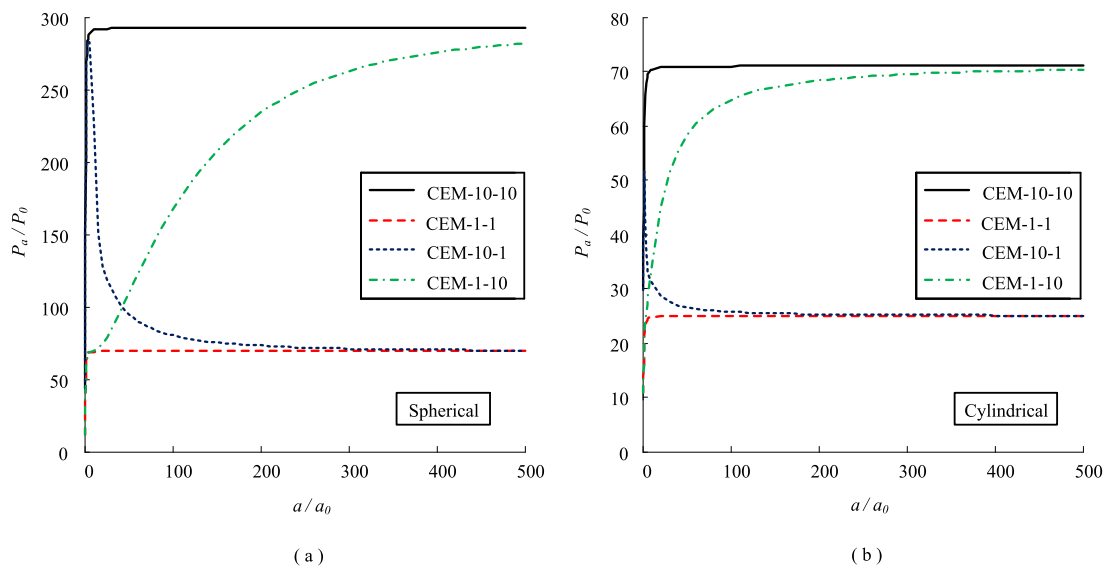 300
250
200
150
100
50
0
P_a / P_0
CEM-10-10
CEM-1-1
CEM-10-1
CEM-1-10
Spherical
0 100 200 300 400 500
a / a_0
( a )
80
70
60
50
40
30
20
10
0
P_a / P_0
CEM-10-10
CEM-1-1
CEM-10-1
CEM-1-10
Cylindrical
0 100 200 300 400 500
a / a_0
( b )